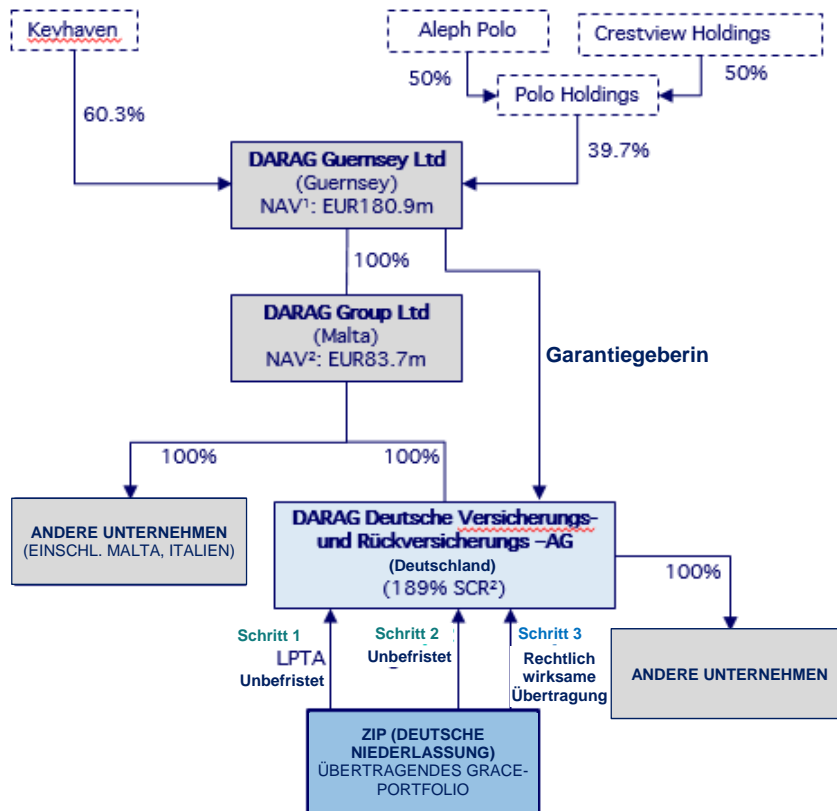 Keyhaven
Aleph Polo
Crestview Holdings
50%
50%
Polo Holdings
60.3%
39.7%
DARAG Guernsey Ltd
(Guernsey)
NAV¹: EUR180.9m
100%
DARAG Group Ltd
(Malta)
NAV²: EUR83.7m
Garantiegeberin
100%
100%
ANDERE UNTERNEHMEN
(EINSCHL. MALTA, ITALIEN)
DARAG Deutsche Versicherungs-
und Rückversicherungs –AG
(Deutschland)
(189% SCR²)
100%
Schritt 1
LPTA
Unbefristet
Schritt 2
Unbefristet
Schritt 3
Rechtlich
wirksame
Übertragung
ANDERE UNTERNEHMEN
ZIP (DEUTSCHE
NIEDERLASSUNG)
ÜBERTRAGENDES GRACE-
PORTFOLIO